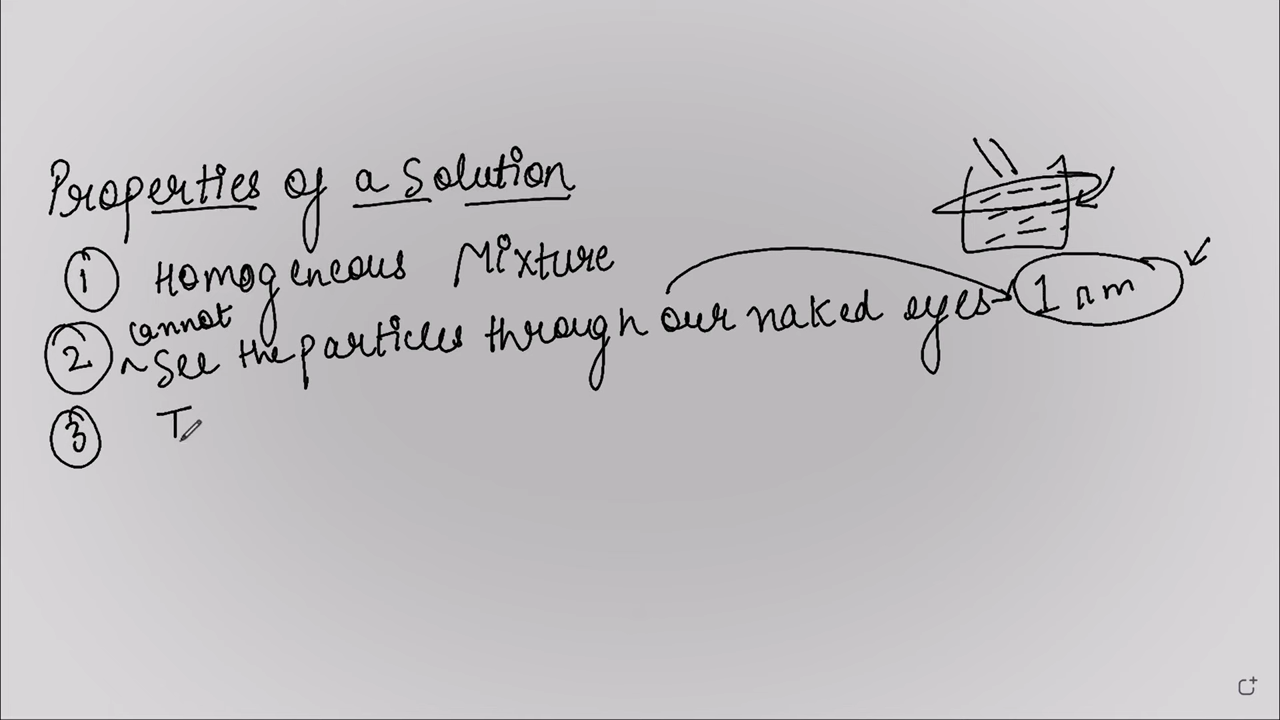 Properties of a Solution
1 Homogeneous Mixture
cannot
2 See the particles through our naked eyes → 1 nm
3 T